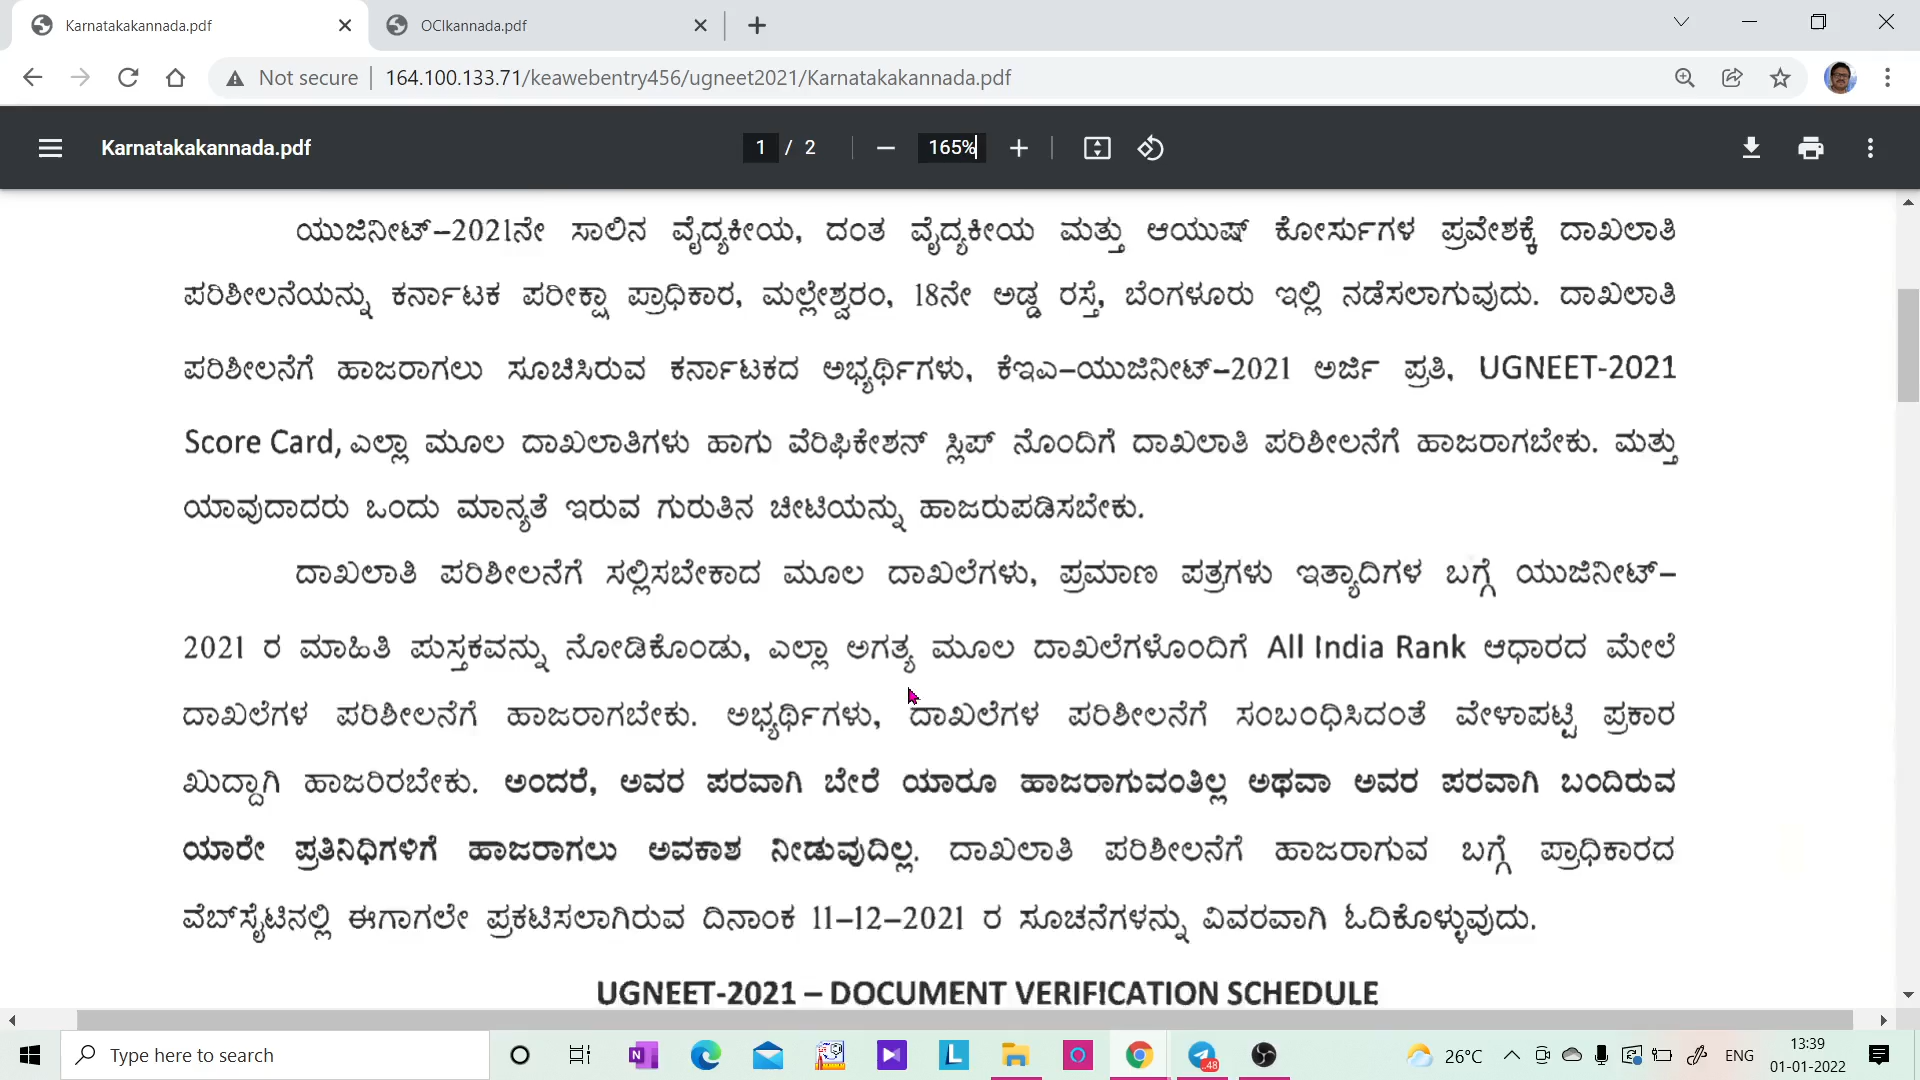 Karnatakakannada.pdf
OCIkannada.pdf
Not secure
164.100.133.71/keawebentry456/ugneet2021/Karnatakakannada.pdf
Karnatakakannada.pdf
1 / 2
165%
ಯುಜಿನೀಟ್–2021ನೇ ಸಾಲಿನ ವೈದ್ಯಕೀಯ, ದಂತ ವೈದ್ಯಕೀಯ ಮತ್ತು ಆಯುಷ್ ಕೋರ್ಸುಗಳ ಪ್ರವೇಶಕ್ಕೆ ದಾಖಲಾತಿ
ಪರಿಶೀಲನೆಯನ್ನು ಕರ್ನಾಟಕ ಪರೀಕ್ಷಾ ಪ್ರಾಧಿಕಾರ, ಮಲ್ಲೇಶ್ವರಂ, 18ನೇ ಅಡ್ಡ ರಸ್ತೆ, ಬೆಂಗಳೂರು ಇಲ್ಲಿ ನಡೆಸಲಾಗುವುದು. ದಾಖಲಾತಿ
ಪರಿಶೀಲನೆಗೆ ಹಾಜರಾಗಲು ಸೂಚಿಸಿರುವ ಕರ್ನಾಟಕದ ಅಭ್ಯರ್ಥಿಗಳು, ಕೆಇಎ–ಯುಜಿನೀಟ್–2021 ಅರ್ಜಿ ಪ್ರತಿ, UGNEET-2021
Score Card, ಎಲ್ಲಾ ಮೂಲ ದಾಖಲಾತಿಗಳು ಹಾಗು ವೆರಿಫಿಕೇಶನ್ ಸ್ಲಿಪ್ ನೊಂದಿಗೆ ದಾಖಲಾತಿ ಪರಿಶೀಲನೆಗೆ ಹಾಜರಾಗಬೇಕು. ಮತ್ತು
ಯಾವುದಾದರು ಒಂದು ಮಾನ್ಯತೆ ಇರುವ ಗುರುತಿನ ಚೀಟಿಯನ್ನು ಹಾಜರುಪಡಿಸಬೇಕು.
ದಾಖಲಾತಿ ಪರಿಶೀಲನೆಗೆ ಸಲ್ಲಿಸಬೇಕಾದ ಮೂಲ ದಾಖಲೆಗಳು, ಪ್ರಮಾಣ ಪತ್ರಗಳು ಇತ್ಯಾದಿಗಳ ಬಗ್ಗೆ ಯುಜಿನೀಟ್–
2021 ರ ಮಾಹಿತಿ ಪುಸ್ತಕವನ್ನು ನೋಡಿಕೊಂಡು, ಎಲ್ಲಾ ಅಗತ್ಯ ಮೂಲ ದಾಖಲೆಗಳೊಂದಿಗೆ All India Rank ಆಧಾರದ ಮೇಲೆ
ದಾಖಲೆಗಳ ಪರಿಶೀಲನೆಗೆ ಹಾಜರಾಗಬೇಕು. ಅಭ್ಯರ್ಥಿಗಳು, ದಾಖಲೆಗಳ ಪರಿಶೀಲನೆಗೆ ಸಂಬಂಧಿಸಿದಂತೆ ವೇಳಾಪಟ್ಟಿ ಪ್ರಕಾರ
ಖುದ್ದಾಗಿ ಹಾಜರಿರಬೇಕು. ಅಂದರೆ, ಅವರ ಪರವಾಗಿ ಬೇರೆ ಯಾರೂ ಹಾಜರಾಗುವಂತಿಲ್ಲ ಅಥವಾ ಅವರ ಪರವಾಗಿ ಬಂದಿರುವ
ಯಾರೇ ಪ್ರತಿನಿಧಿಗಳಿಗೆ ಹಾಜರಾಗಲು ಅವಕಾಶ ನೀಡುವುದಿಲ್ಲ. ದಾಖಲಾತಿ ಪರಿಶೀಲನೆಗೆ ಹಾಜರಾಗುವ ಬಗ್ಗೆ ಪ್ರಾಧಿಕಾರದ
ವೆಬ್‌ಸೈಟಿನಲ್ಲಿ ಈಗಾಗಲೇ ಪ್ರಕಟಿಸಲಾಗಿರುವ ದಿನಾಂಕ 11–12–2021 ರ ಸೂಚನೆಗಳನ್ನು ವಿವರವಾಗಿ ಓದಿಕೊಳ್ಳುವುದು.
UGNEET-2021 – DOCUMENT VERIFICATION SCHEDULE
Type here to search
48
26°C
ENG
13:39
01-01-2022